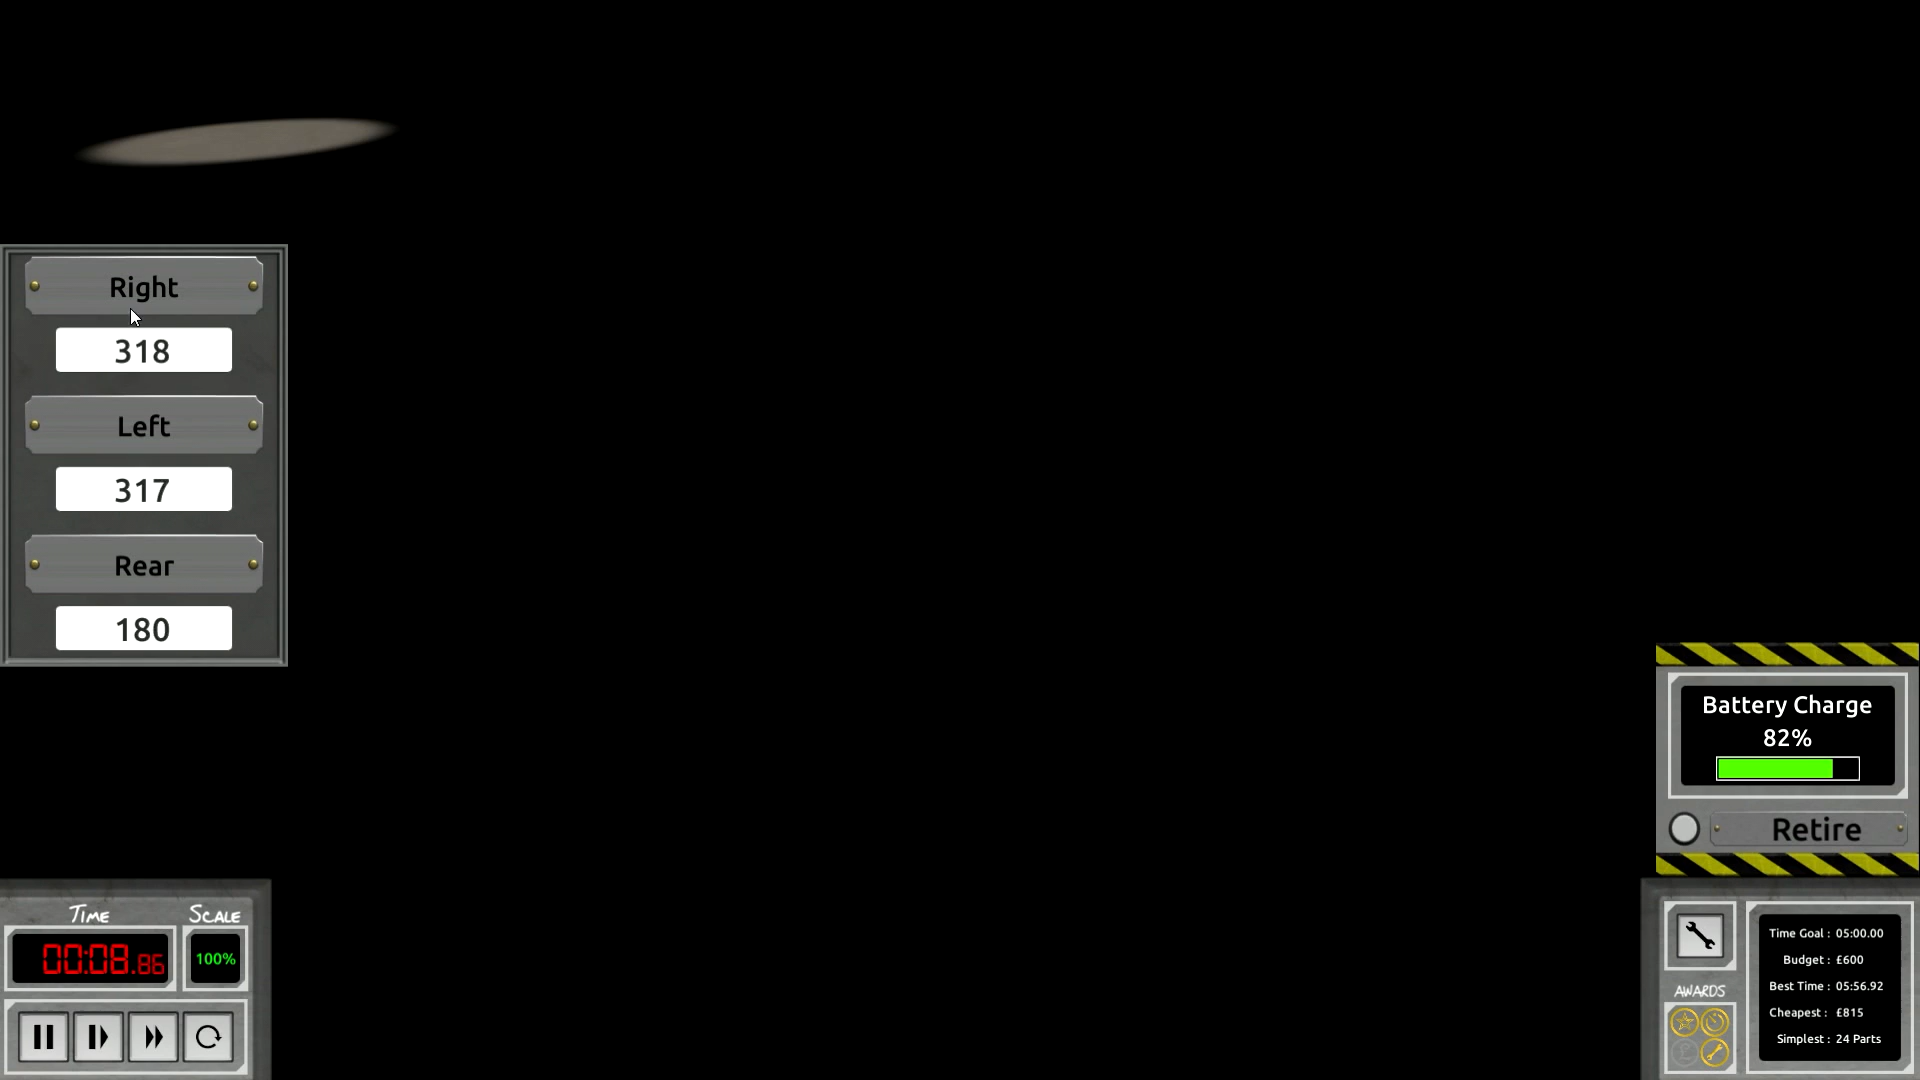 Right
318
Left
317
Rear
180
Battery Charge
82%
Retire
TIME
SCALE
00:08.86
100%
AWARDS
Time Goal : 05:00.00
Budget : £600
Best Time : 05:56.92
Cheapest : £815
Simplest : 24 Parts